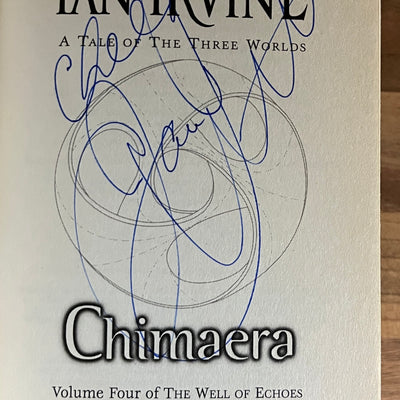 IAN IRVINE
A TALE OF THE THREE WORLDS
Chimaera
Volume Four of THE WELL OF ECHOES